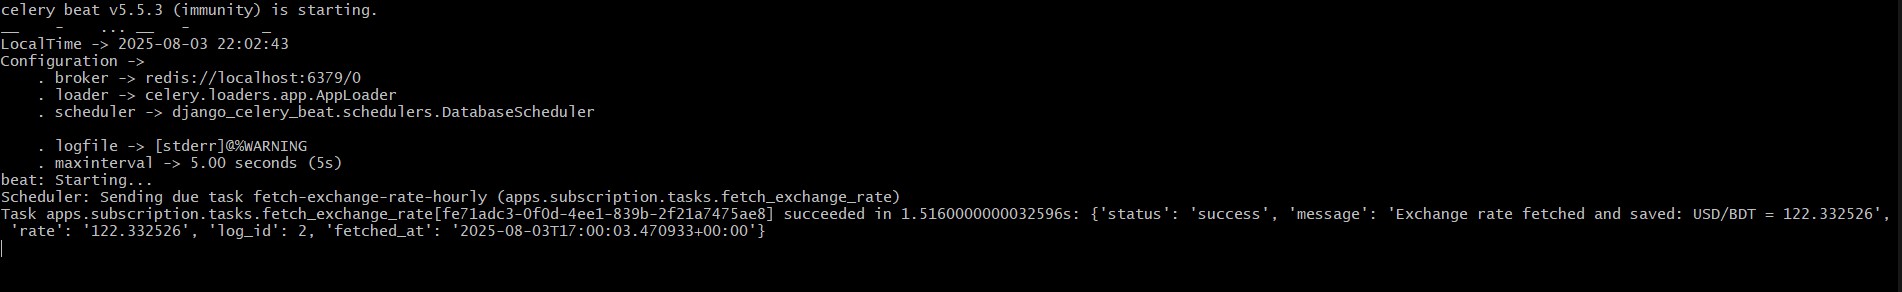 celery beat v5.5.3 (immunity) is starting.
__    -    ... __   -        _
LocalTime -> 2025-08-03 22:02:43
Configuration ->
    . broker -> redis://localhost:6379/0
    . loader -> celery.loaders.app.AppLoader
    . scheduler -> django_celery_beat.schedulers.DatabaseScheduler

    . logfile -> [stderr]@%WARNING
    . maxinterval -> 5.00 seconds (5s)
beat: Starting...
Scheduler: Sending due task fetch-exchange-rate-hourly (apps.subscription.tasks.fetch_exchange_rate)
Task apps.subscription.tasks.fetch_exchange_rate[fe71adc3-0f0d-4ee1-839b-2f21a7475ae8] succeeded in 1.5160000000032596s: {'status': 'success', 'message': 'Exchange rate fetched and saved: USD/BDT = 122.332526',
 'rate': '122.332526', 'log_id': 2, 'fetched_at': '2025-08-03T17:00:03.470933+00:00'}